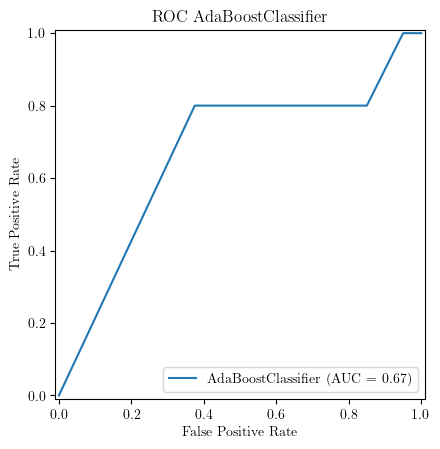 ROC AdaBoostClassifier
1.0
0.8
0.6
0.4
0.2
0.0
True Positive Rate
AdaBoostClassifier (AUC = 0.67)
0.0 0.2 0.4 0.6 0.8 1.0
False Positive Rate